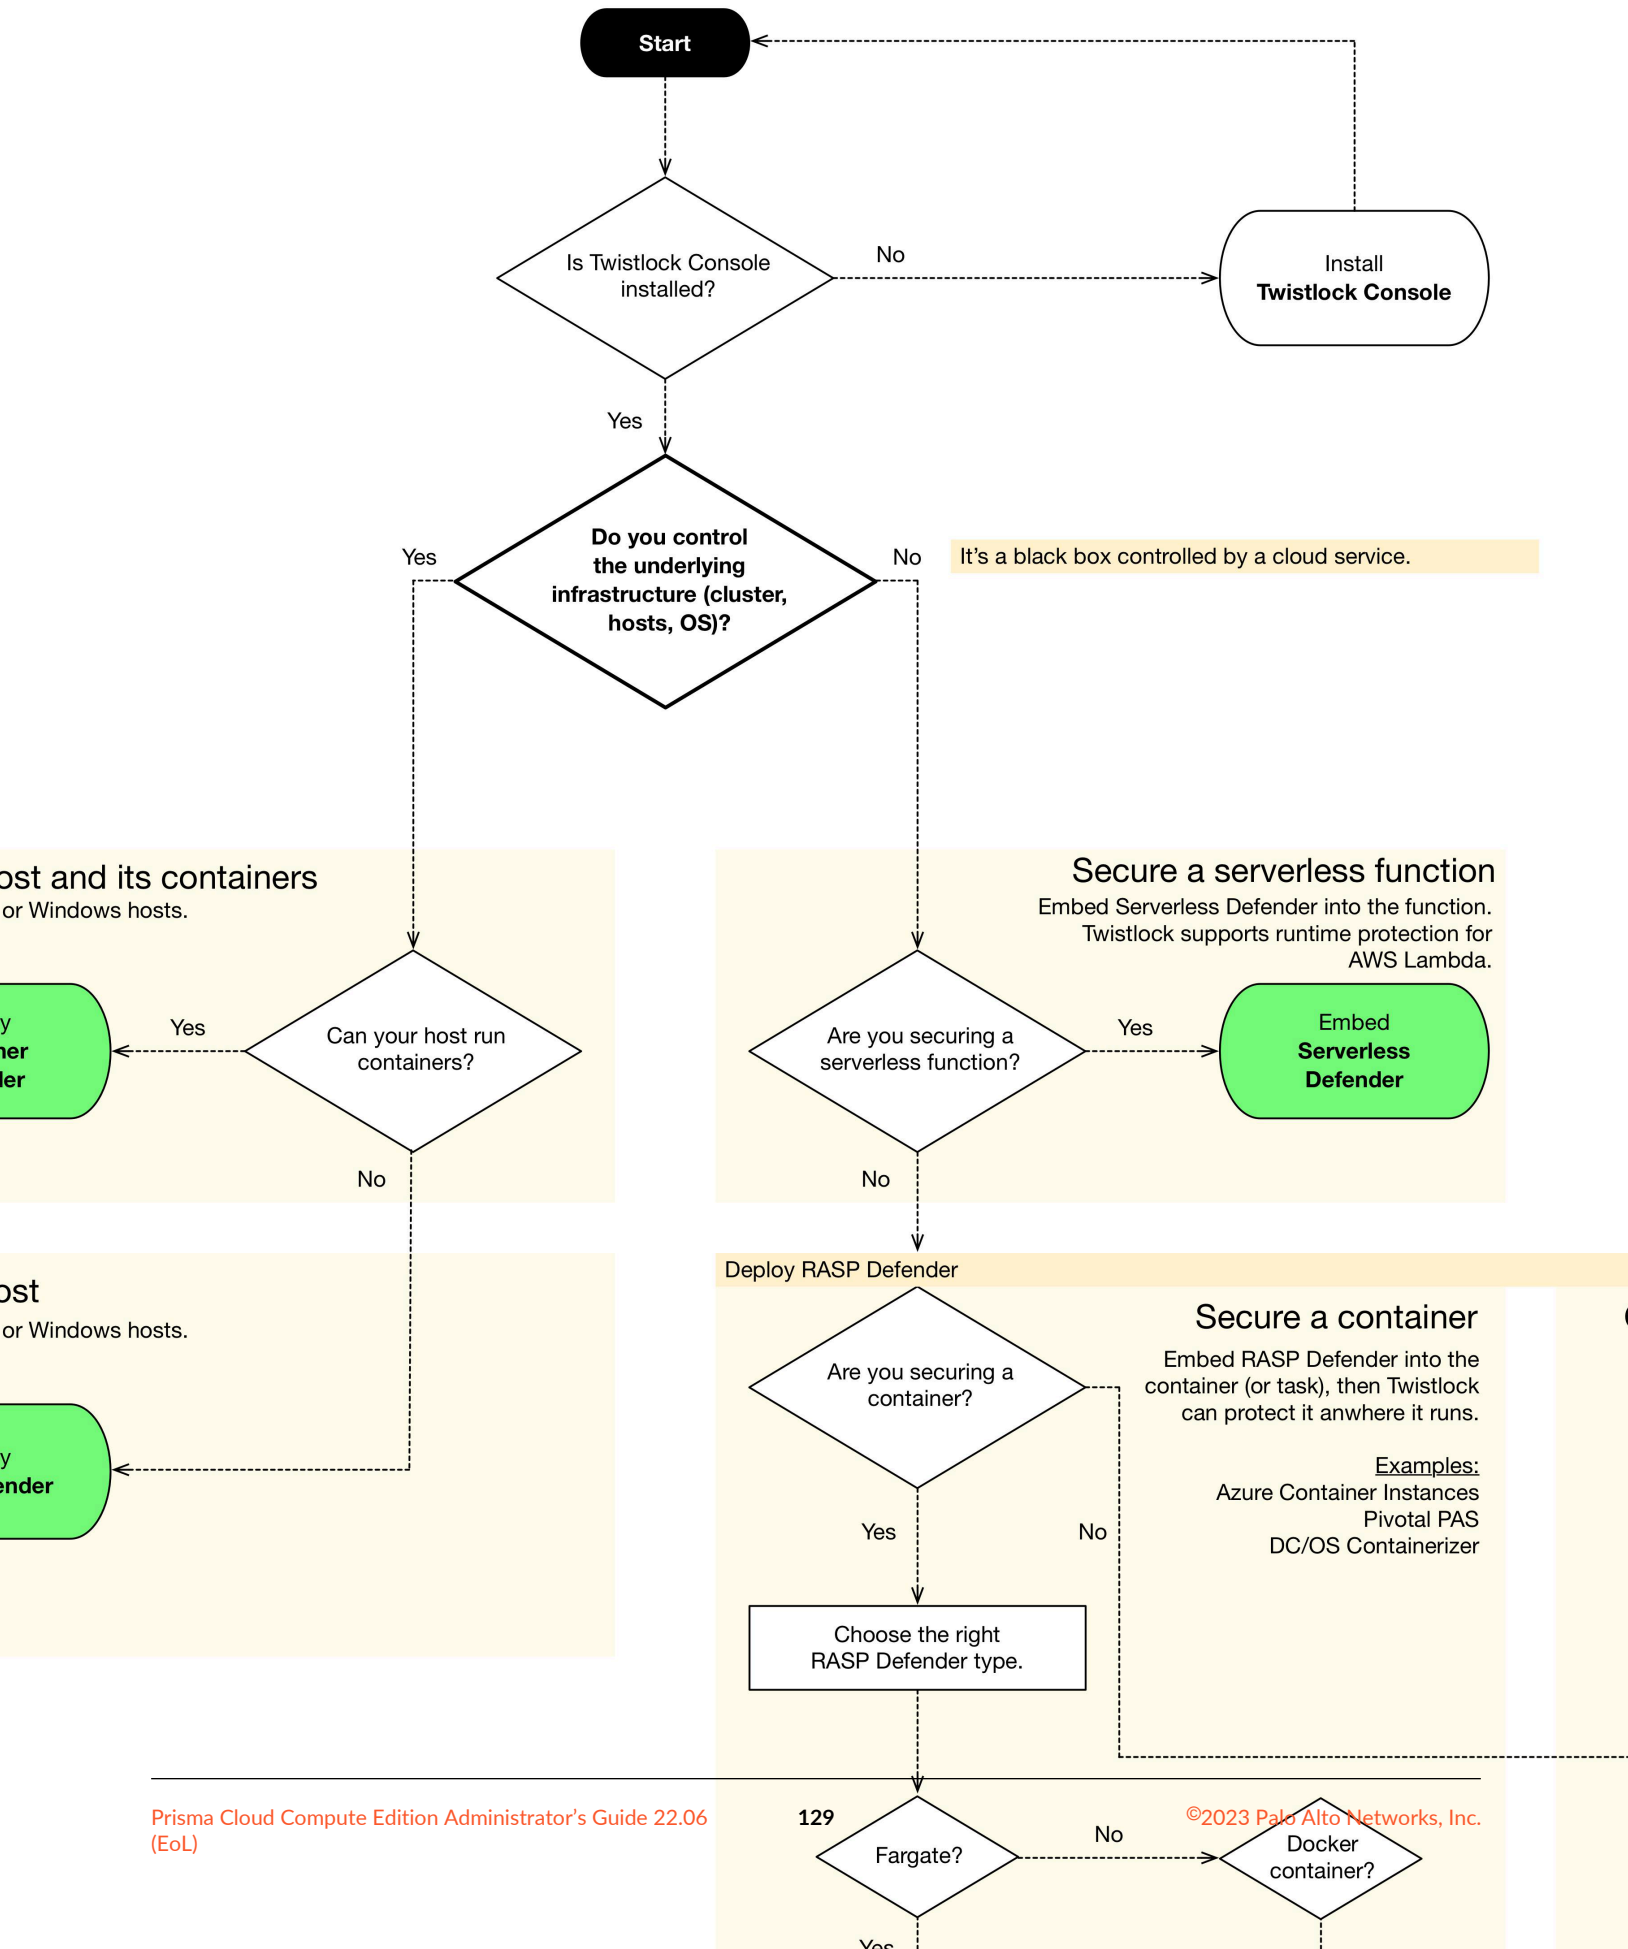 Start
Is Twistlock Console
installed?
No
Install
Twistlock Console
Yes
Do you control
the underlying
infrastructure (cluster,
hosts, OS)?
Yes
No
It's a black box controlled by a cloud service.
ost and its containers
or Windows hosts.
Secure a serverless function
Embed Serverless Defender into the function.
Twistlock supports runtime protection for
AWS Lambda.
y
ner
der
Yes
Can your host run
containers?
No
Are you securing a
serverless function?
Yes
Embed
Serverless
Defender
No
ost
or Windows hosts.
y
ender
Deploy RASP Defender
Are you securing a
container?
Secure a container
Embed RASP Defender into the
container (or task), then Twistlock
can protect it anwhere it runs.
Examples:
Azure Container Instances
Pivotal PAS
DC/OS Containerizer
Yes
No
Choose the right
RASP Defender type.
Prisma Cloud Compute Edition Administrator's Guide 22.06
(EoL)
129
©2023 Palo Alto Networks, Inc.
Fargate?
No
Docker
container?
Yes